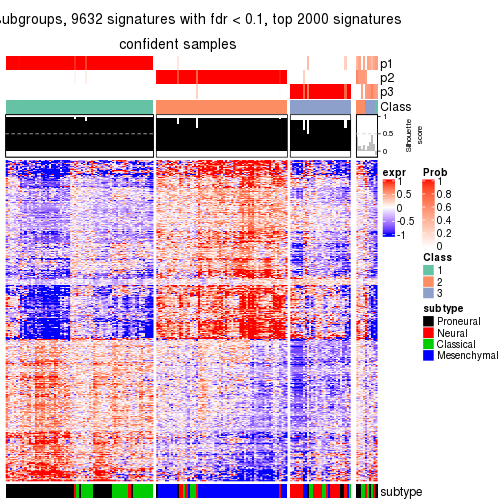 subgroups, 9632 signatures with fdr < 0.1, top 2000 signatures
confident samples
p1
p2
p3
Class
1
0.5
0
Silhouette
score
expr
1
0.5
0
-0.5
-1
Prob
1
0.8
0.6
0.4
0.2
0
Class
1
2
3
subtype
Proneural
Neural
Classical
Mesenchymal
subtype